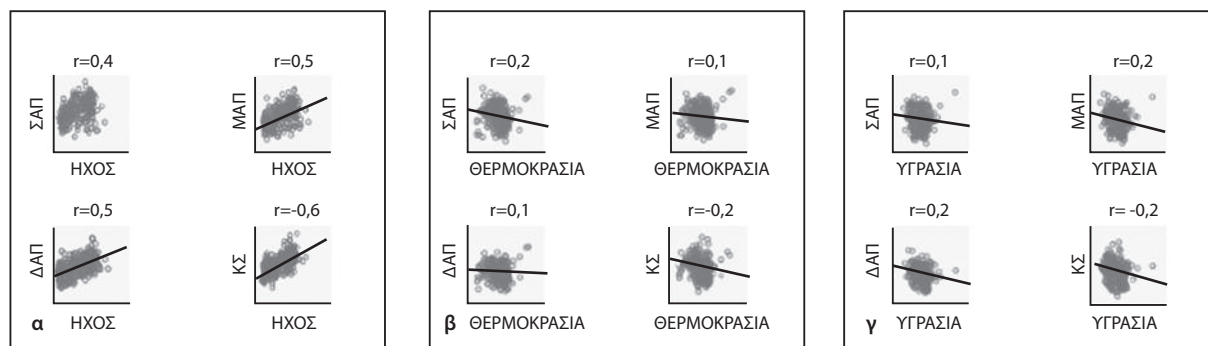 r=0,4
ΣΑΠ
ΗΧΟΣ
r=0,5
ΜΑΠ
ΗΧΟΣ
r=0,5
ΔΑΠ
ΗΧΟΣ
r=-0,6
ΚΣ
ΗΧΟΣ
α
r=0,2
ΣΑΠ
ΘΕΡΜΟΚΡΑΣΙΑ
r=0,1
ΜΑΠ
ΘΕΡΜΟΚΡΑΣΙΑ
r=0,1
ΔΑΠ
ΘΕΡΜΟΚΡΑΣΙΑ
r=-0,2
ΚΣ
ΘΕΡΜΟΚΡΑΣΙΑ
β
r=0,1
ΣΑΠ
ΥΓΡΑΣΙΑ
r=0,2
ΜΑΠ
ΥΓΡΑΣΙΑ
r=0,2
ΔΑΠ
ΥΓΡΑΣΙΑ
r= -0,2
ΚΣ
ΥΓΡΑΣΙΑ
γ